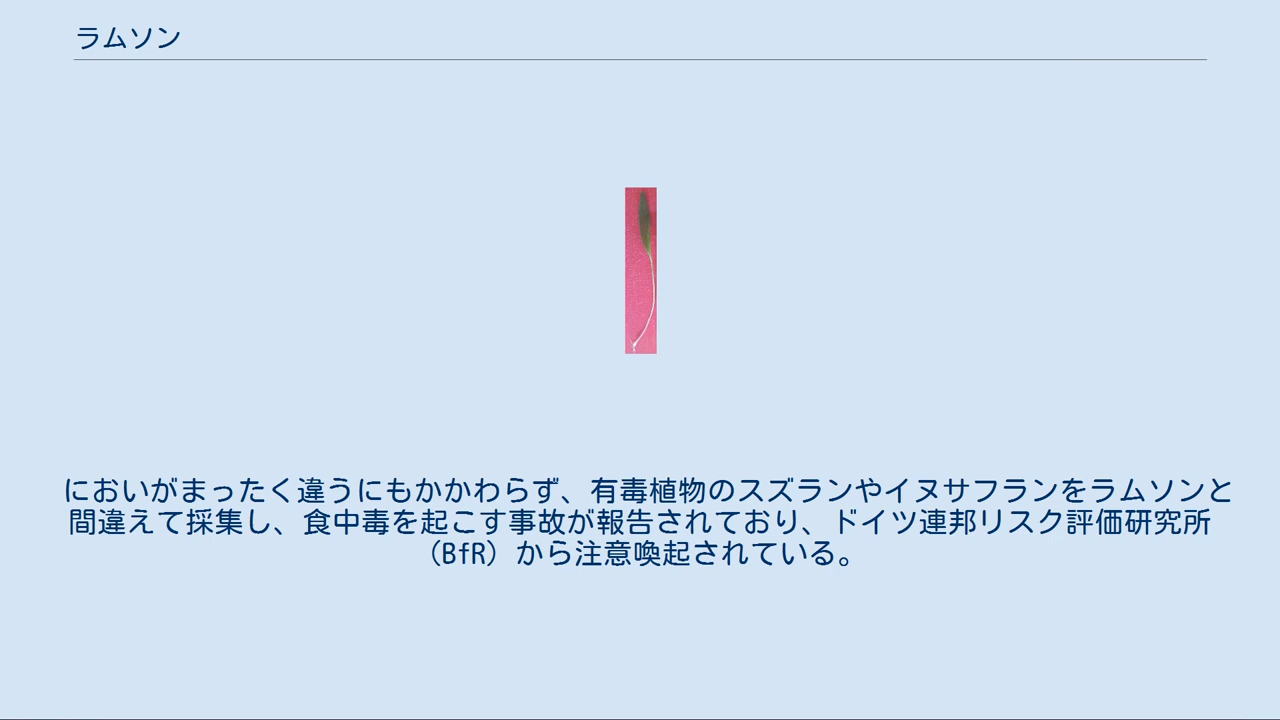 ラムソン
においがまったく違うにもかかわらず、有毒植物のスズランやイヌサフランをラムソンと
間違えて採集し、食中毒を起こす事故が報告されており、ドイツ連邦リスク評価研究所
（BfR）から注意喚起されている。